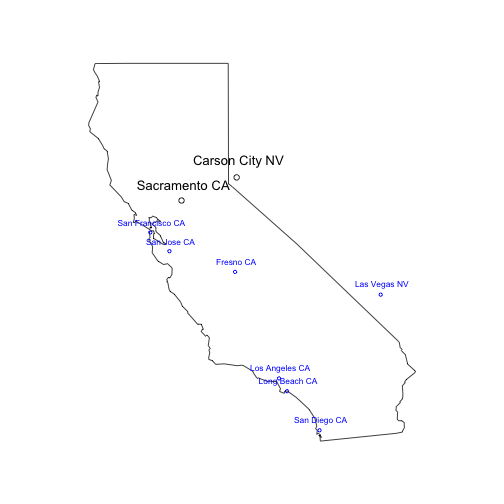 Carson City NV
Sacramento CA
San Francisco CA
San Jose CA
Fresno CA
Las Vegas NV
Los Angeles CA
Long Beach CA
San Diego CA